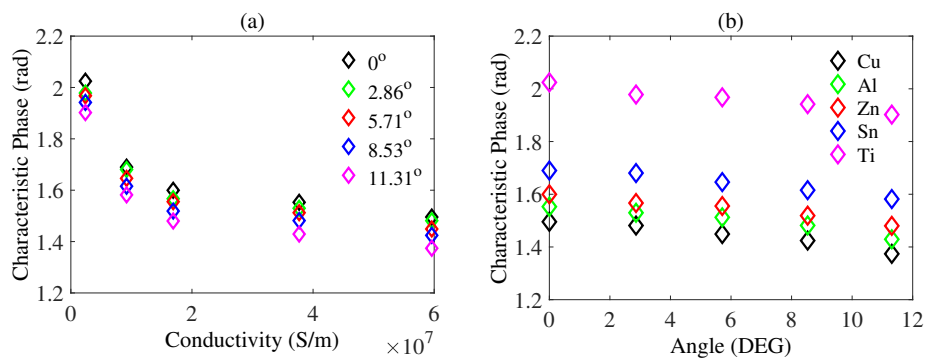 (a)
2.2
2
1.8
1.6
1.4
1.2
Characteristic Phase (rad)
0°
2.86°
5.71°
8.53°
11.31°
0
2
4
6
Conductivity (S/m)
×10⁷
(b)
2.2
2
1.8
1.6
1.4
1.2
Characteristic Phase (rad)
Cu
Al
Zn
Sn
Ti
0
2
4
6
8
10
12
Angle (DEG)